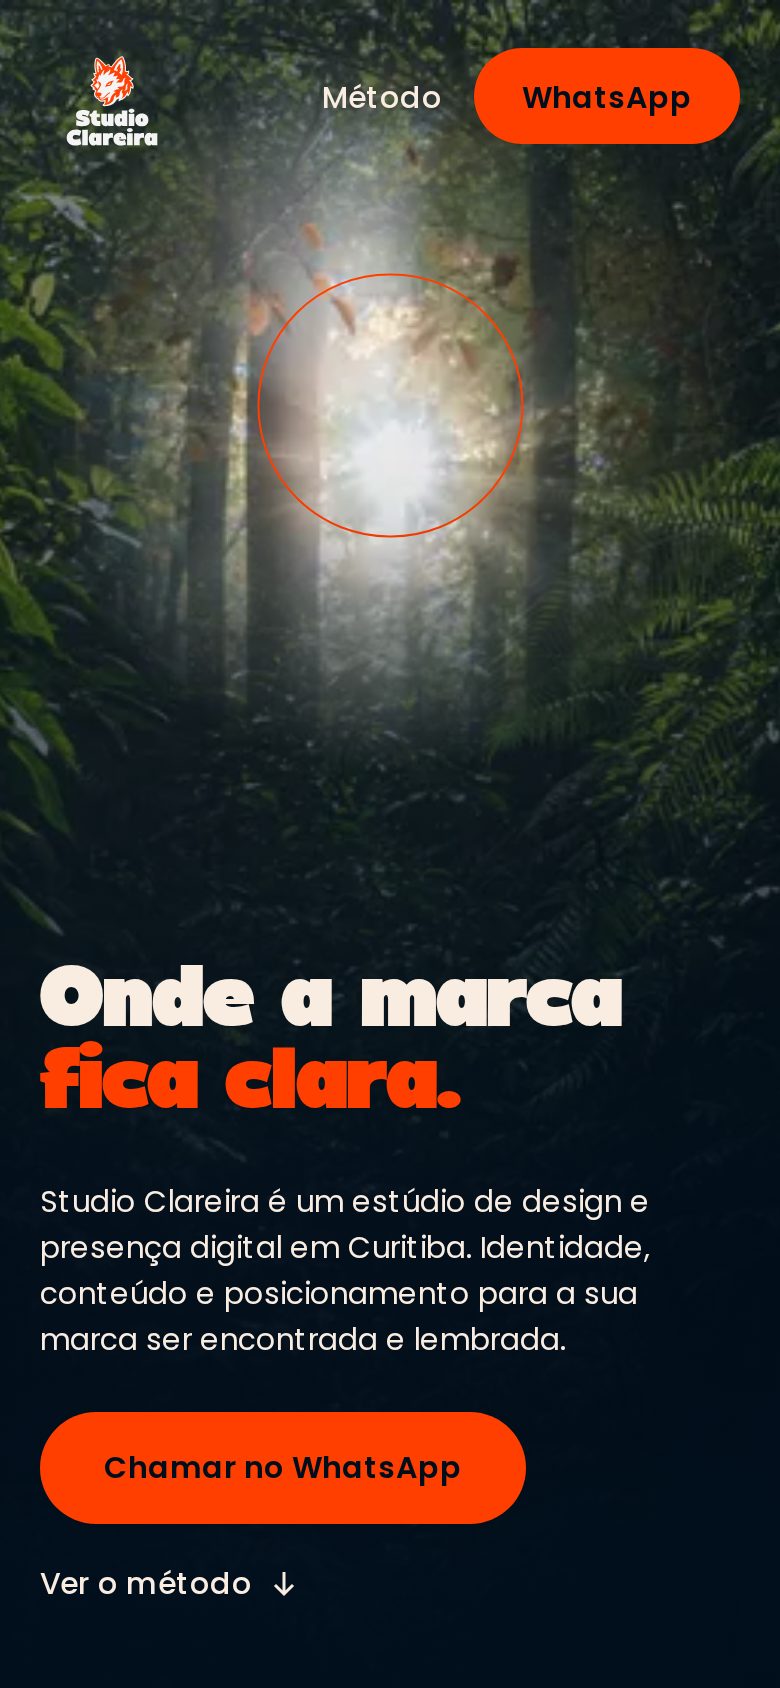 Studio
Clareira
Método
WhatsApp
Onde a marca
fica clara.
Studio Clareira é um estúdio de design e
presença digital em Curitiba. Identidade,
conteúdo e posicionamento para a sua
marca ser encontrada e lembrada.
Chamar no WhatsApp
Ver o método ↓